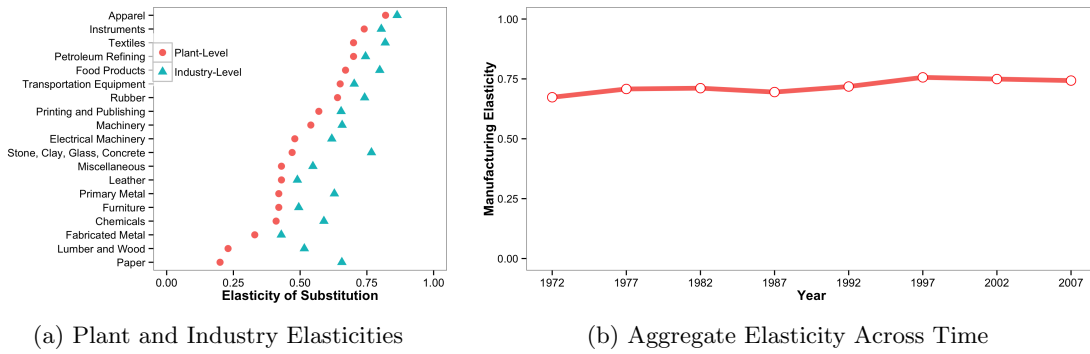 Apparel
Instruments
Textiles
Petroleum Refining
Food Products
Transportation Equipment
Rubber
Printing and Publishing
Machinery
Electrical Machinery
Stone, Clay, Glass, Concrete
Miscellaneous
Leather
Primary Metal
Furniture
Chemicals
Fabricated Metal
Lumber and Wood
Paper
Plant-Level
Industry-Level
0.00 0.25 0.50 0.75 1.00
Elasticity of Substitution
(a) Plant and Industry Elasticities
Manufacturing Elasticity
1.00
0.75
0.50
0.25
0.00
1972 1977 1982 1987 1992 1997 2002 2007
Year
(b) Aggregate Elasticity Across Time